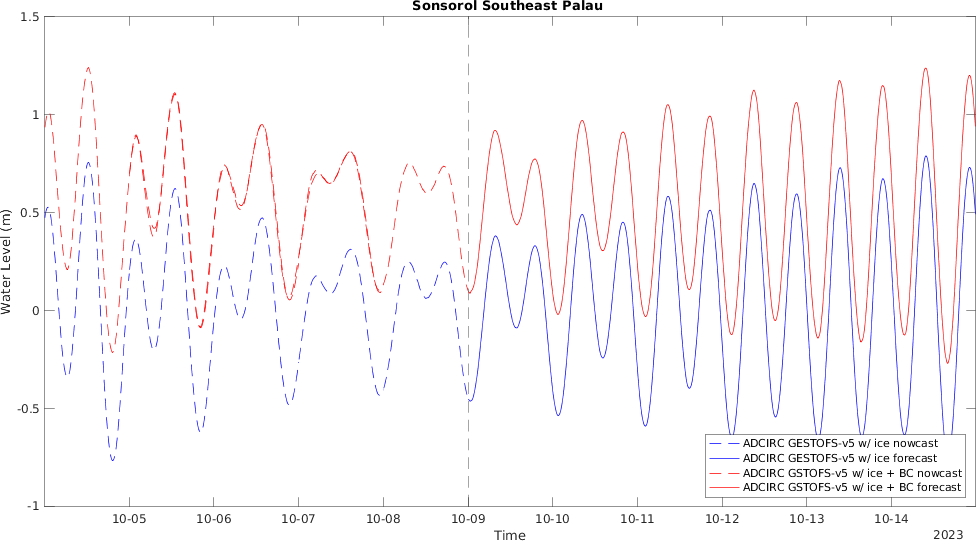 Sonsorol Southeast Palau
1.5
1
0.5
0
-0.5
-1
Water Level (m)
10-05 10-06 10-07 10-08 10-09 10-10 10-11 10-12 10-13 10-14
Time
2023
ADCIRC GESTOFS-v5 w/ ice nowcast
ADCIRC GESTOFS-v5 w/ ice forecast
ADCIRC GSTOFS-v5 w/ ice + BC nowcast
ADCIRC GSTOFS-v5 w/ ice + BC forecast